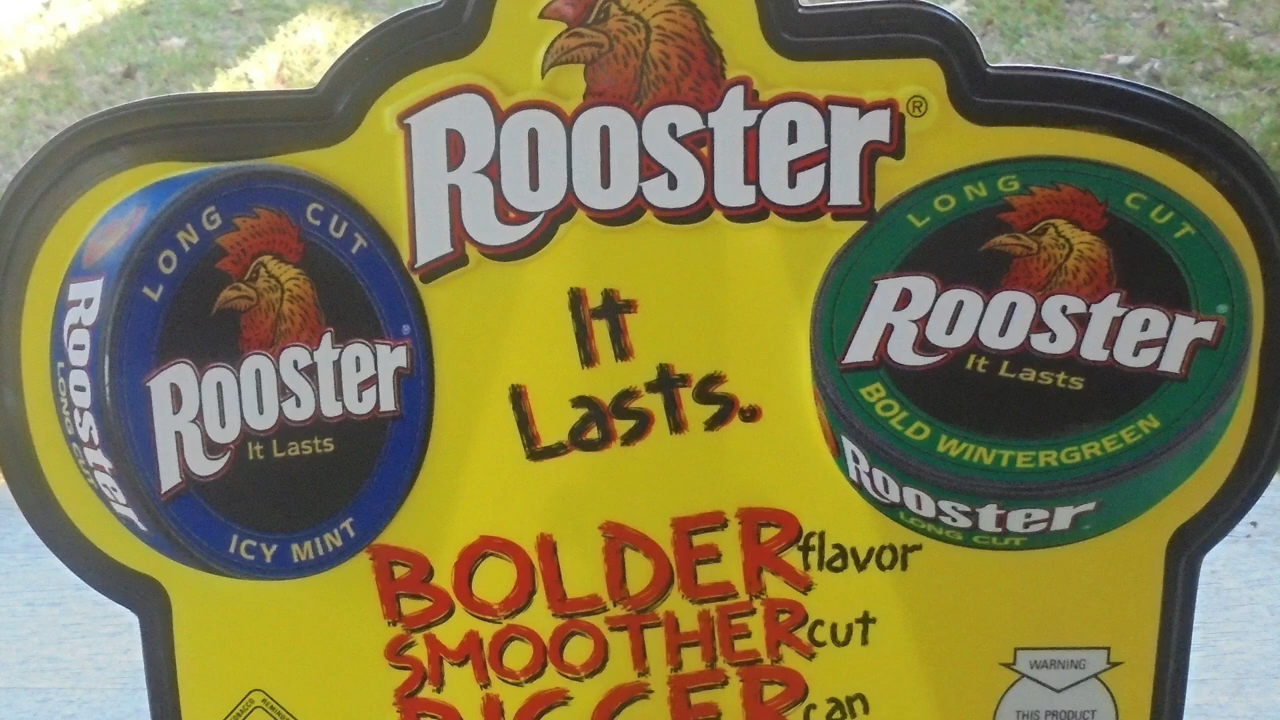 Rooster®
It
Lasts.
LONG CUT
Rooster®
It Lasts
ICY MINT
Rooster
LONG CUT
LONG CUT
Rooster®
It Lasts
BOLD WINTERGREEN
Rooster
LONG CUT
BOLDER flavor
SMOOTHER cut
BIGGER can
WARNING
THIS PRODUCT